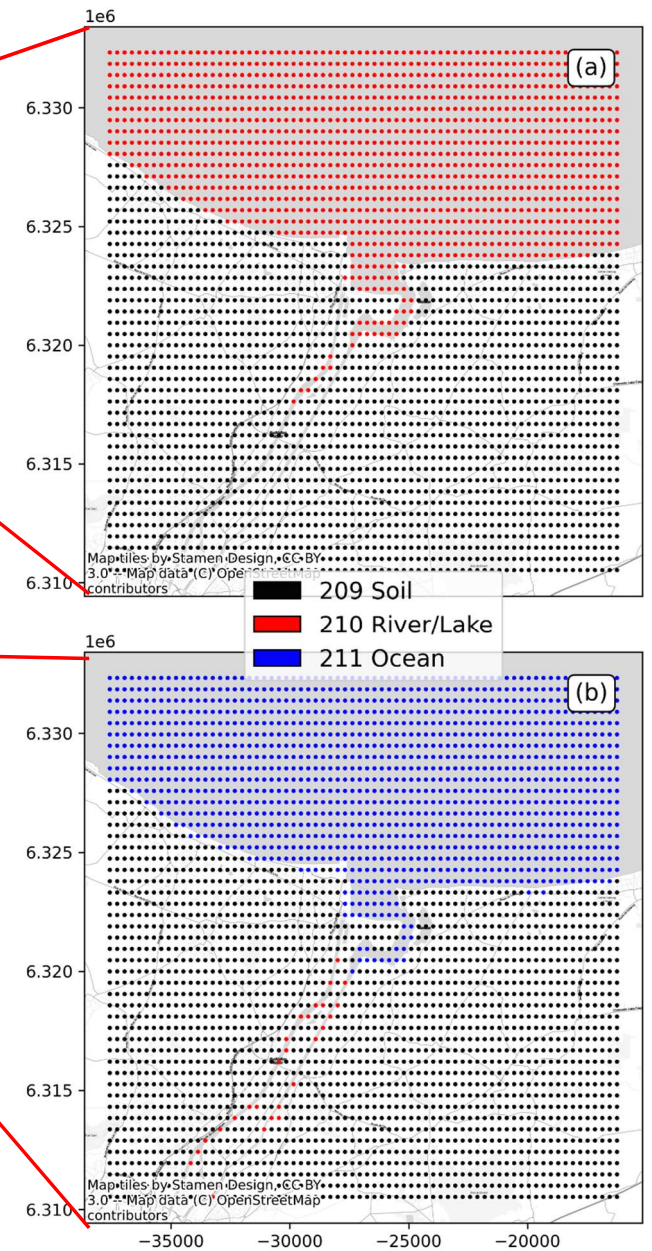 1e6
(a)
6.330
6.325
6.320
6.315
6.310
Map tiles by Stamen Design, CC BY
3.0 -- Map data (C) OpenStreetMap
contributors
209 Soil
210 River/Lake
211 Ocean
1e6
(b)
6.330
6.325
6.320
6.315
6.310
Map tiles by Stamen Design, CC BY
3.0 -- Map data (C) OpenStreetMap
contributors
−35000 −30000 −25000 −20000